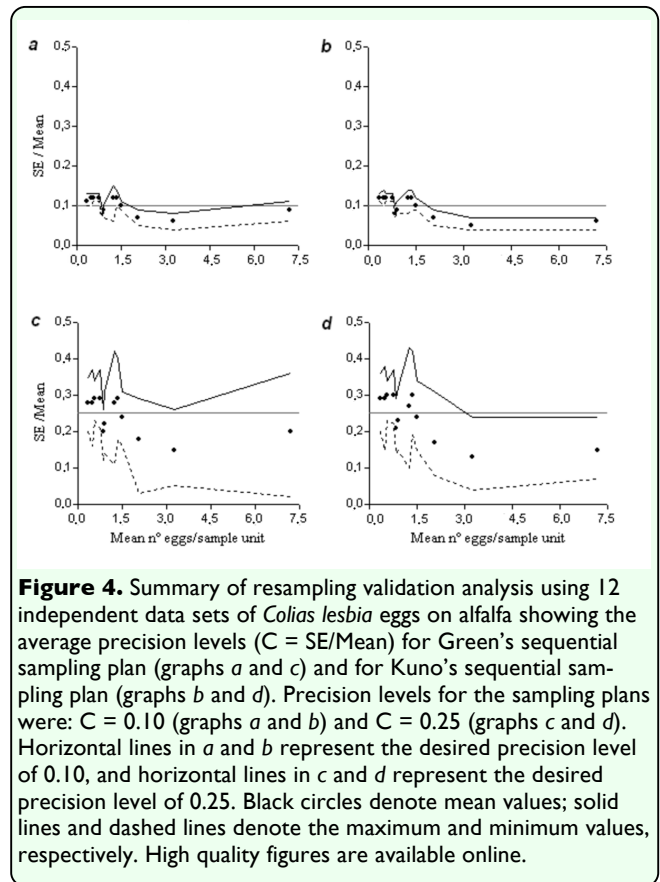 a
b
0,5
0,4
0,3
0,2
0,1
0,0
SE / Mean
0,0 1,5 3,0 4,5 6,0 7,5
0,5
0,4
0,3
0,2
0,1
0,0
0,0 1,5 3,0 4,5 6,0 7,5
c
d
0,5
0,4
0,3
0,2
0,1
0,0
SE /Mean
0,0 1,5 3,0 4,5 6,0 7,5
Mean nº eggs/sample unit
0,5
0,4
0,3
0,2
0,1
0,0
0,0 1,5 3,0 4,5 6,0 7,5
Mean nº eggs/sample unit
Figure 4. Summary of resampling validation analysis using 12
independent data sets of Colias lesbia eggs on alfalfa showing the
average precision levels (C = SE/Mean) for Green's sequential
sampling plan (graphs a and c) and for Kuno's sequential sam-
pling plan (graphs b and d). Precision levels for the sampling plans
were: C = 0.10 (graphs a and b) and C = 0.25 (graphs c and d).
Horizontal lines in a and b represent the desired precision level
of 0.10, and horizontal lines in c and d represent the desired
precision level of 0.25. Black circles denote mean values; solid
lines and dashed lines denote the maximum and minimum values,
respectively. High quality figures are available online.